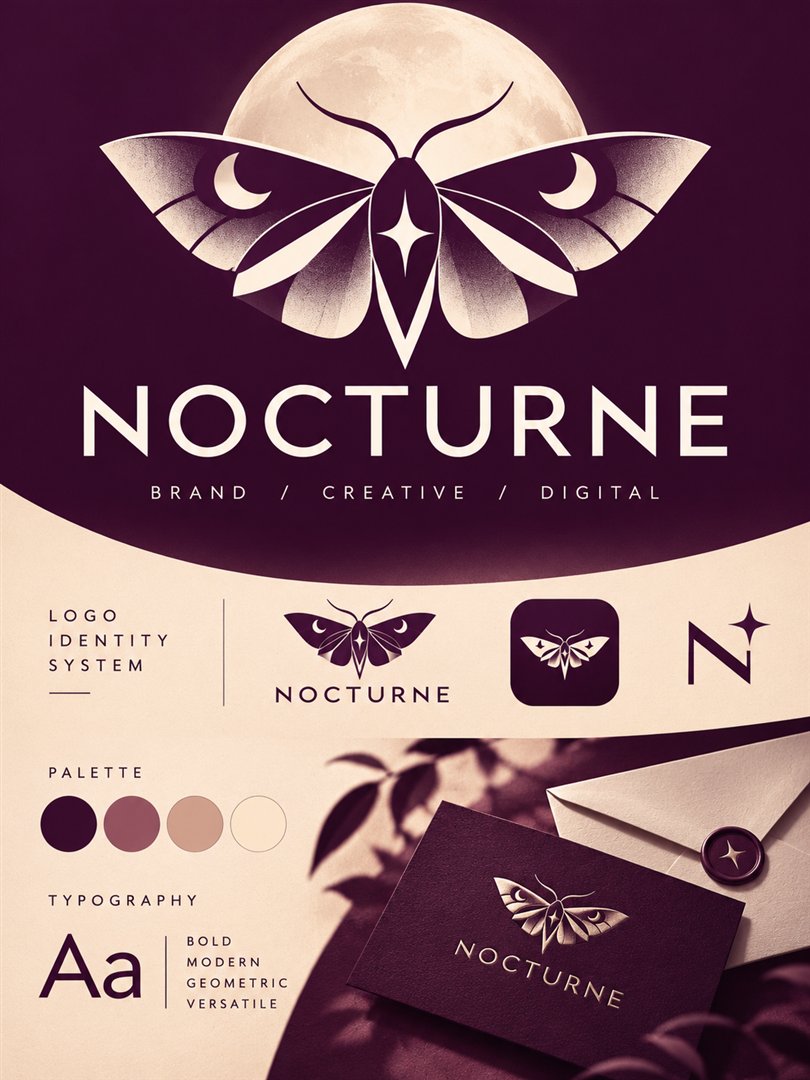 NOCTURNE
BRAND / CREATIVE / DIGITAL
LOGO
IDENTITY
SYSTEM
NOCTURNE
N
PALETTE
TYPOGRAPHY
Aa
BOLD
MODERN
GEOMETRIC
VERSATILE
NOCTURNE